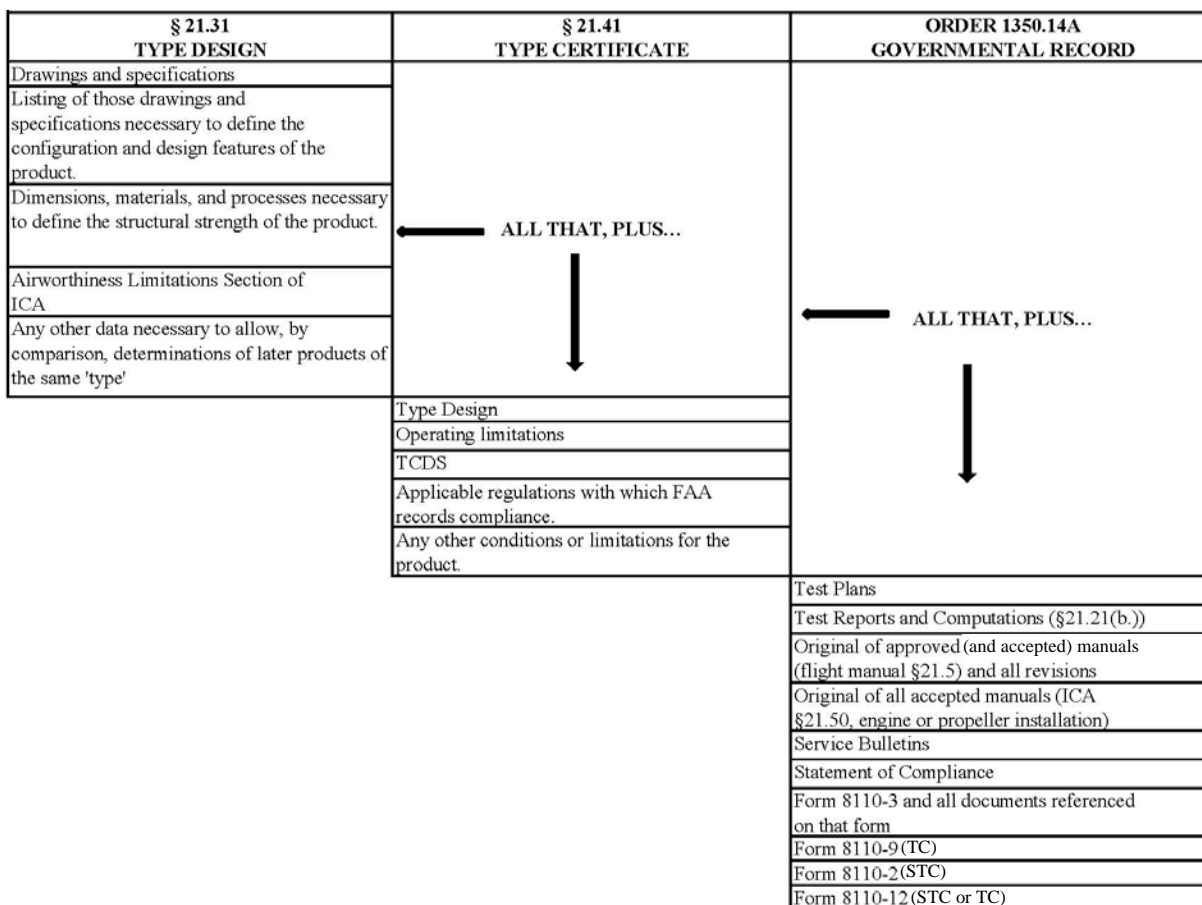 § 21.31
TYPE DESIGN
§ 21.41
TYPE CERTIFICATE
ORDER 1350.14A
GOVERNMENTAL RECORD
Drawings and specifications
Listing of those drawings and
specifications necessary to define the
configuration and design features of the
product.
Dimensions, materials, and processes necessary
to define the structural strength of the product.
Airworthiness Limitations Section of
ICA
Any other data necessary to allow, by
comparison, determinations of later products of
the same 'type'
ALL THAT, PLUS…
Type Design
Operating limitations
TCDS
Applicable regulations with which FAA
records compliance.
Any other conditions or limitations for the
product.
ALL THAT, PLUS…
Test Plans
Test Reports and Computations (§21.21(b.))
Original of approved (and accepted) manuals
(flight manual §21.5) and all revisions
Original of all accepted manuals (ICA
§21.50, engine or propeller installation)
Service Bulletins
Statement of Compliance
Form 8110-3 and all documents referenced
on that form
Form 8110-9 (TC)
Form 8110-2 (STC)
Form 8110-12 (STC or TC)